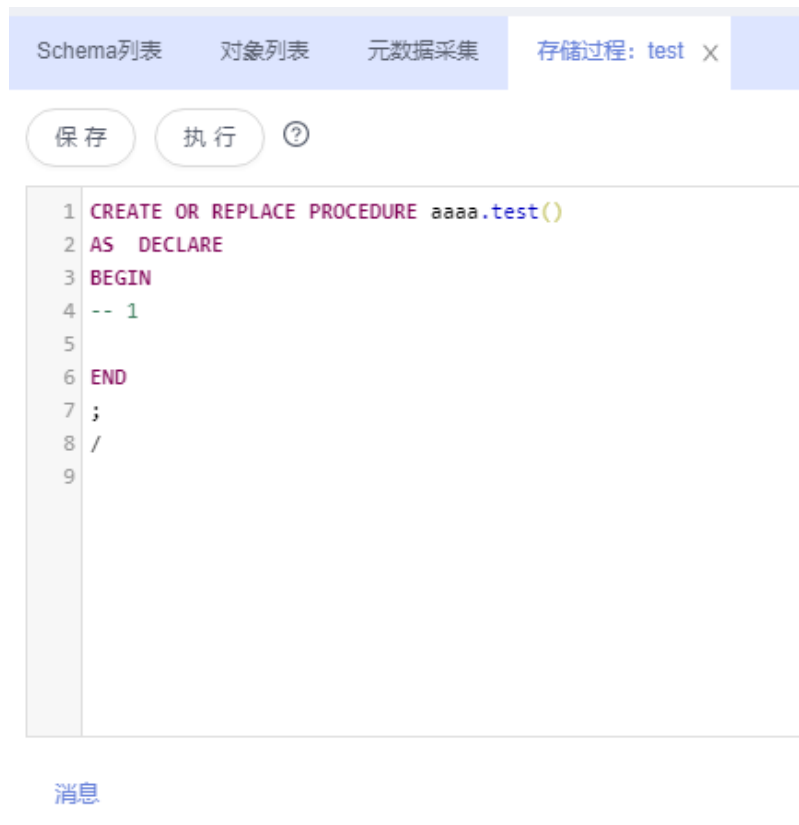 Schema列表 对象列表 元数据采集 存储过程: test ×
保存 执行 ?
1 CREATE OR REPLACE PROCEDURE aaaa.test()
2 AS  DECLARE
3 BEGIN
4 -- 1
5
6 END
7 ;
8 /
9
消息